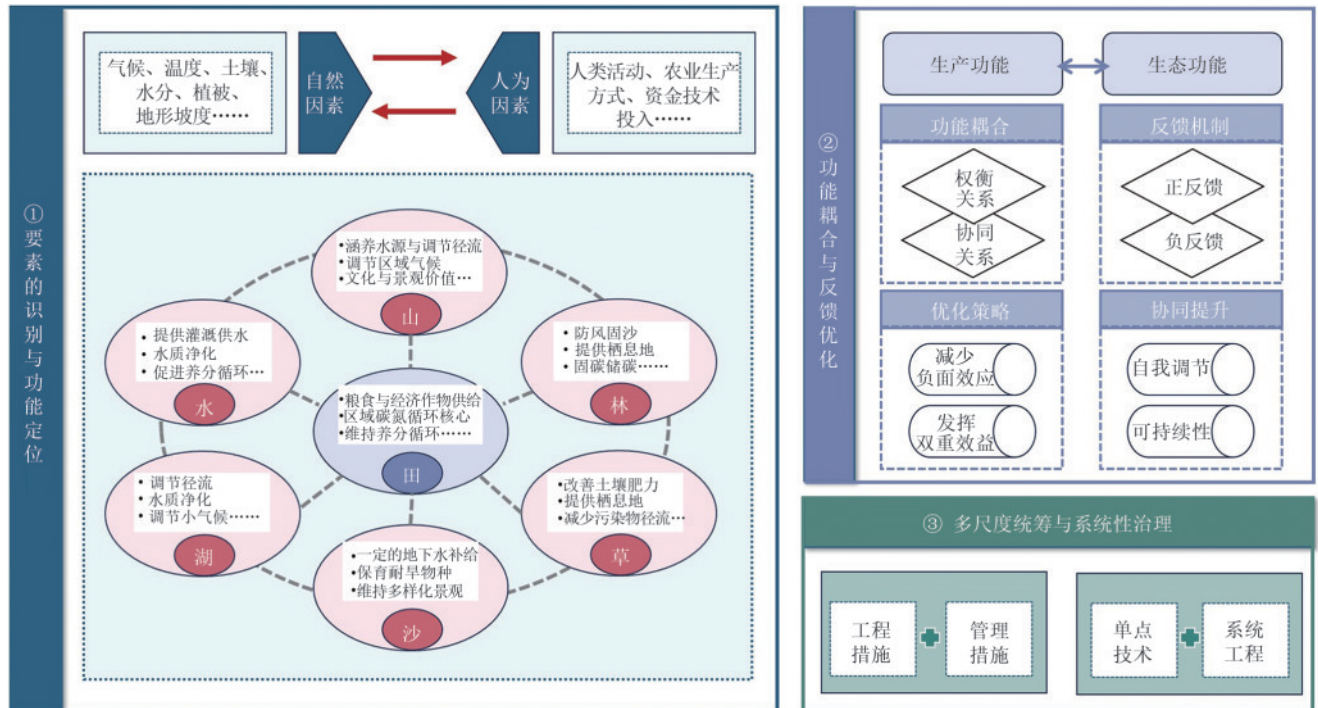 ①要素的识别与功能定位
气候、温度、土壤、
水分、植被、
地形坡度……
自然
因素
人为
因素
人类活动、农业生产
方式、资金技术
投入……
•涵养水源与调节径流
•调节区域气候
•文化与景观价值…
山
• 提供灌溉供水
• 水质净化
• 促进养分循环…
水
• 防风固沙
• 提供栖息地
• 固碳储碳……
林
•粮食与经济作物供给
•区域碳氮循环核心
•维持养分循环……
田
• 调节径流
• 水质净化
• 调节小气候……
湖
•改善土壤肥力
•提供栖息地
•减少污染物径流…
草
•一定的地下水补给
•保育耐旱物种
•维持多样化景观
沙
②功能耦合与反馈优化
生产功能
生态功能
功能耦合
权衡
关系
协同
关系
反馈机制
正反馈
负反馈
优化策略
减少
负面效应
发挥
双重效益
协同提升
自我调节
可持续性
③ 多尺度统筹与系统性治理
工程
措施
管理
措施
单点
技术
系统
工程